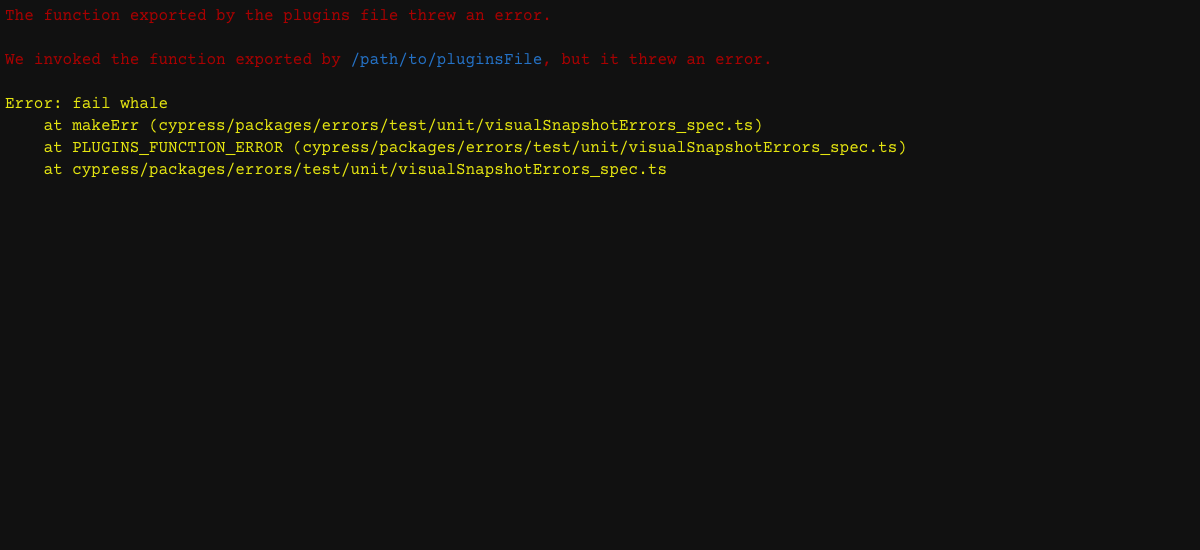 The function exported by the plugins file threw an error.
We invoked the function exported by /path/to/pluginsFile, but it threw an error.
Error: fail whale
    at makeErr (cypress/packages/errors/test/unit/visualSnapshotErrors_spec.ts)
    at PLUGINS_FUNCTION_ERROR (cypress/packages/errors/test/unit/visualSnapshotErrors_spec.ts)
    at cypress/packages/errors/test/unit/visualSnapshotErrors_spec.ts